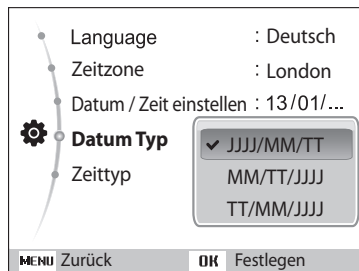 Language : Deutsch
Zeitzone : London
Datum / Zeit einstellen : 13/01/...
Datum Typ JJJJ/MM/TT
MM/TT/JJJJ
Zeittyp
TT/MM/JJJJ
MENU Zurück OK Festlegen